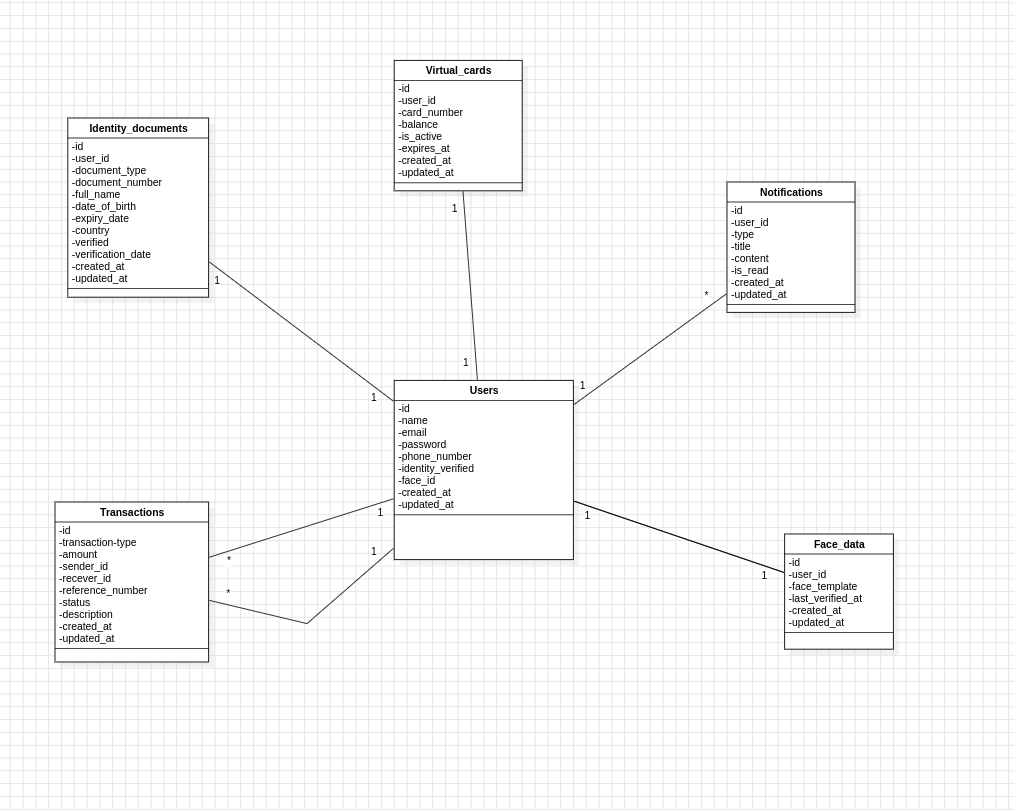 Virtual_cards
-id
-user_id
-card_number
-balance
-is_active
-expires_at
-created_at
-updated_at
1
1
Identity_documents
-id
-user_id
-document_type
-document_number
-full_name
-date_of_birth
-expiry_date
-country
-verified
-verification_date
-created_at
-updated_at
1
1
Notifications
-id
-user_id
-type
-title
-content
-is_read
-created_at
-updated_at
*
1
Users
-id
-name
-email
-password
-phone_number
-identity_verified
-face_id
-created_at
-updated_at
1
1
1
Transactions
-id
-transaction-type
-amount
-sender_id
-recever_id
-reference_number
-status
-description
-created_at
-updated_at
*
*
Face_data
-id
-user_id
-face_template
-last_verified_at
-created_at
-updated_at
1